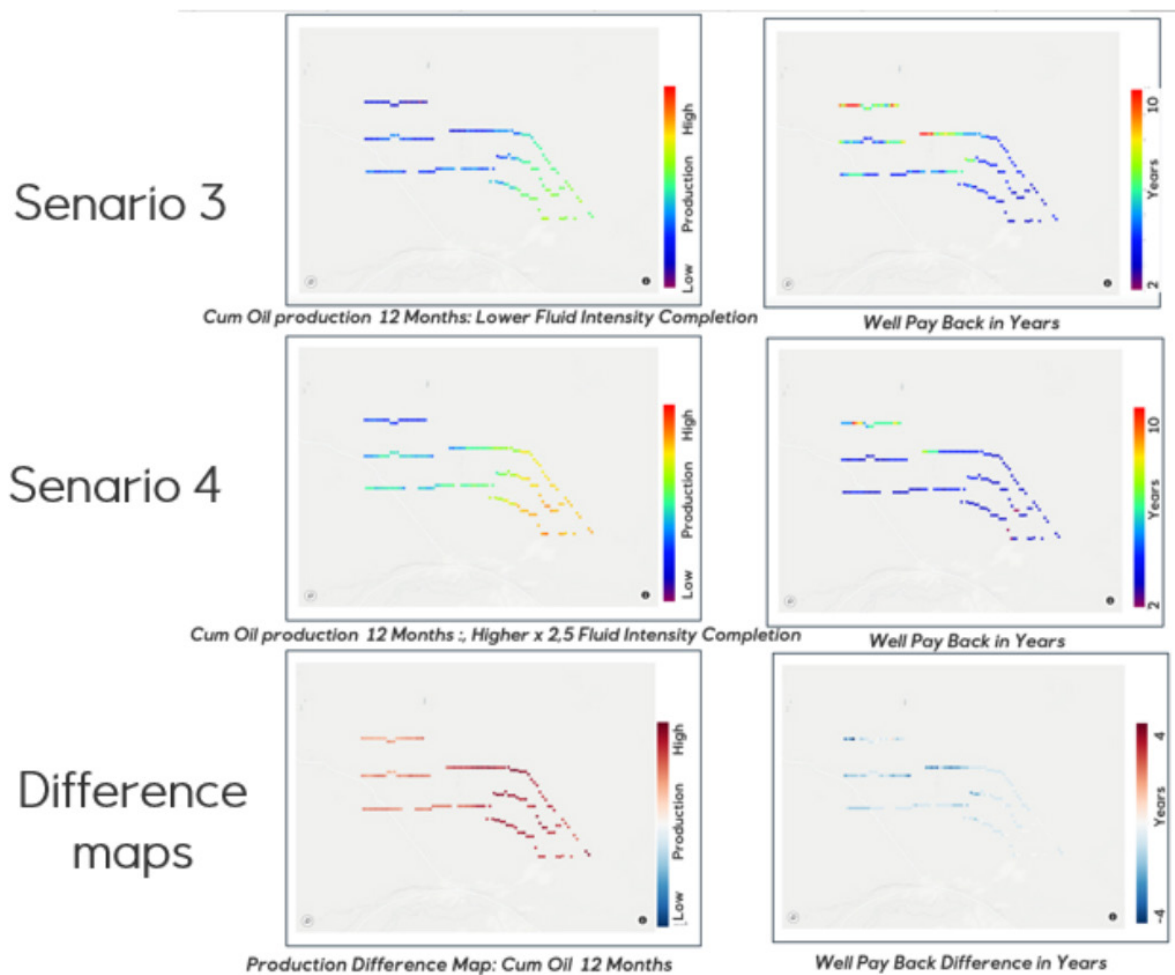 Senario 3
High
Production
Low
10
Years
2
Cum Oil production 12 Months: Lower Fluid Intensity Completion
Well Pay Back in Years
Senario 4
High
Production
Low
10
Years
2
Cum Oil production 12 Months :, Higher x 2,5 Fluid Intensity Completion
Well Pay Back in Years
Difference
maps
High
Production
Low
4
Years
-4
Production Difference Map: Cum Oil 12 Months
Well Pay Back Difference in Years